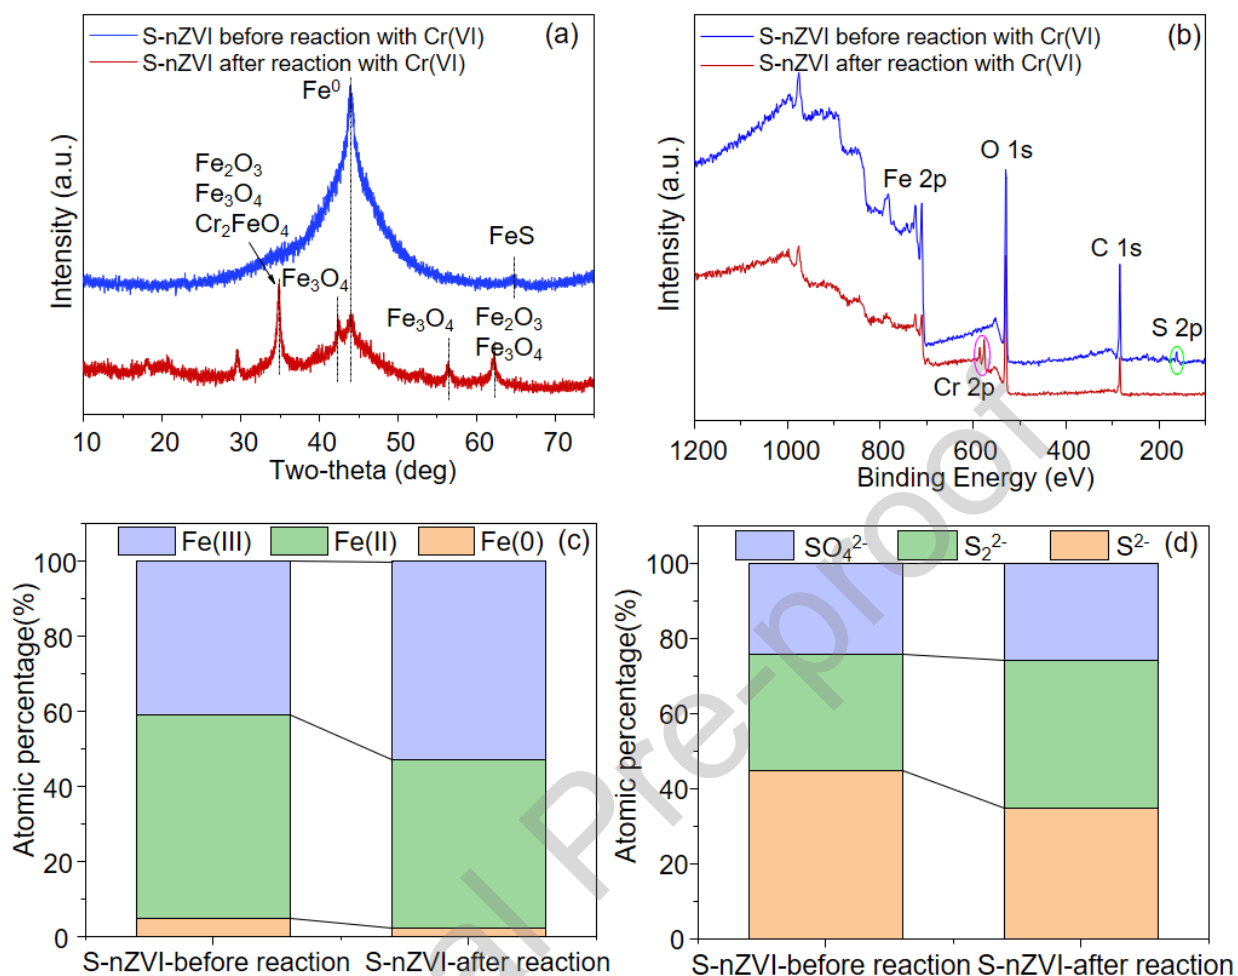 S-nZVI before reaction with Cr(VI)
S-nZVI after reaction with Cr(VI)
(a)
Fe⁰
Fe₂O₃
Fe₃O₄
Cr₂FeO₄
FeS
Fe₃O₄
Fe₃O₄
Fe₂O₃
Fe₃O₄
Intensity (a.u.)
10 20 30 40 50 60 70
Two-theta (deg)
S-nZVI before reaction with Cr(VI)
S-nZVI after reaction with Cr(VI)
(b)
O 1s
Fe 2p
C 1s
S 2p
Cr 2p
Intensity (a.u.)
1200 1000 800 600 400 200
Binding Energy (eV)
Fe(III) Fe(II) Fe(0) (c)
100
80
60
40
20
0
Atomic percentage(%)
S-nZVI-before reaction S-nZVI-after reaction
SO₄²⁻ S₂²⁻ S²⁻ (d)
100
80
60
40
20
0
Atomic percentage(%)
S-nZVI-before reaction S-nZVI-after reaction
al Pre-proof